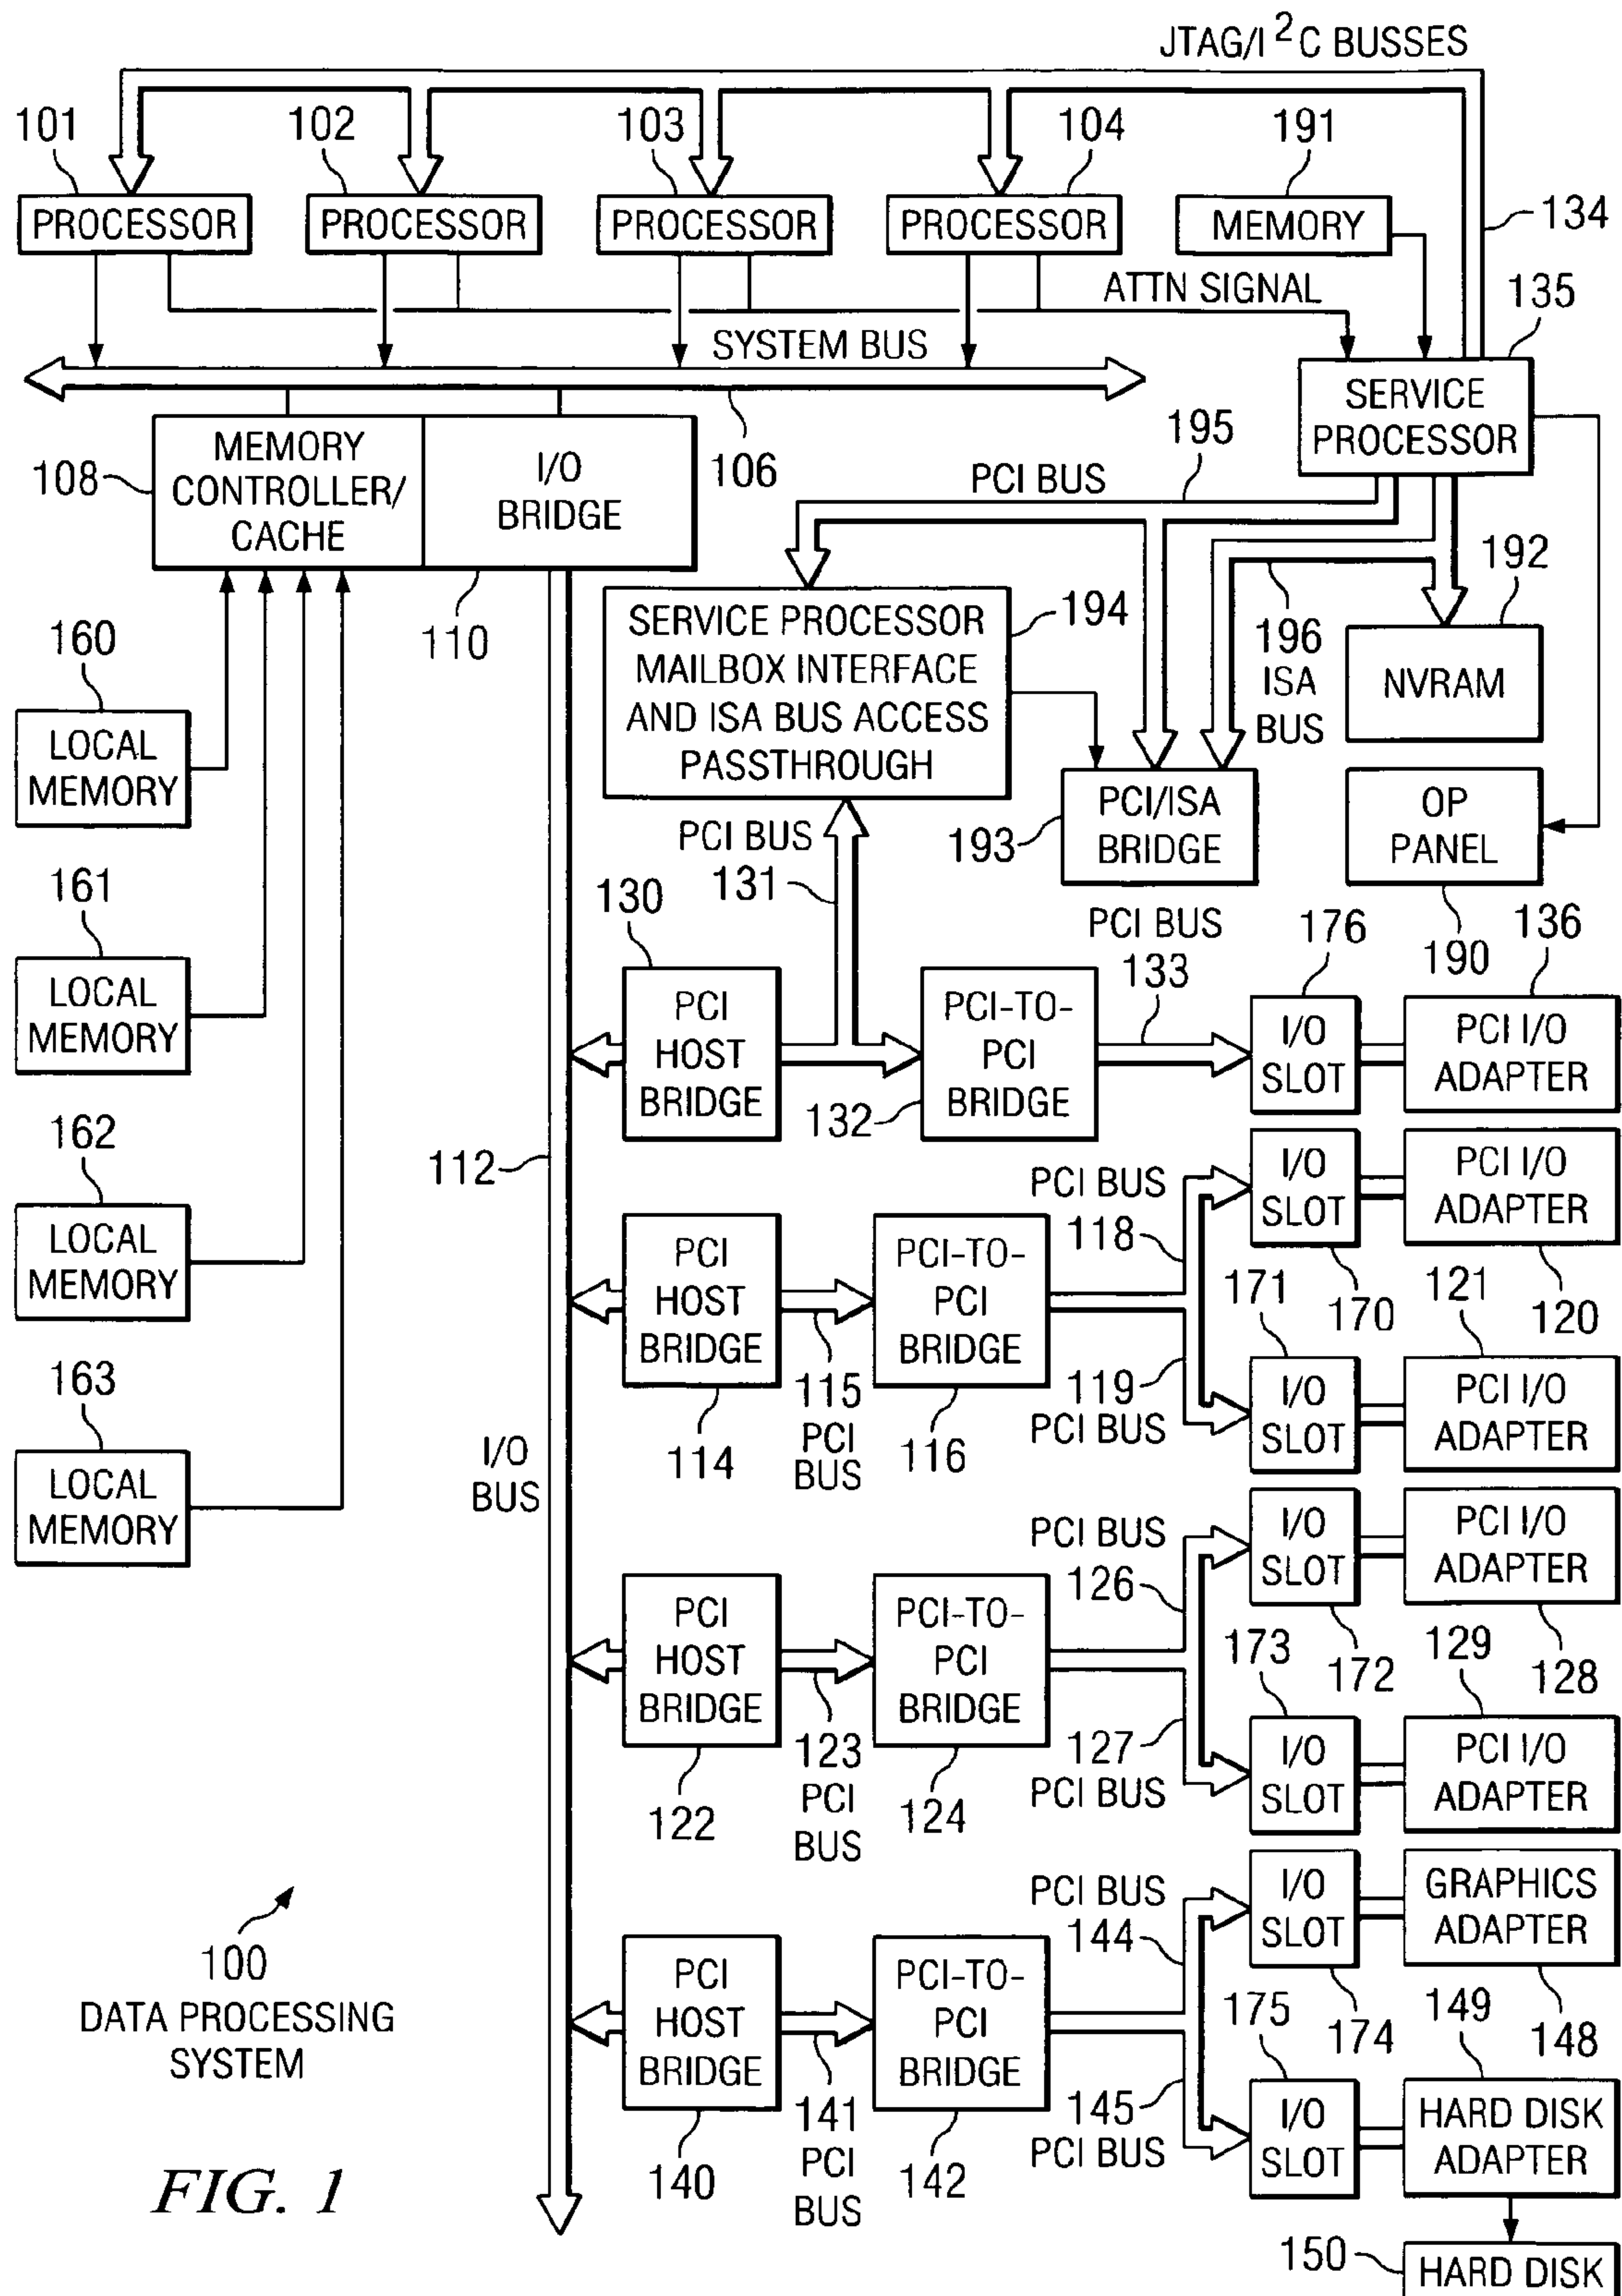 JTAG/I²C BUSSES
101
102
103
104
191
PROCESSOR
PROCESSOR
PROCESSOR
PROCESSOR
MEMORY
134
ATTN SIGNAL
135
SYSTEM BUS
SERVICE
PROCESSOR
108
MEMORY
CONTROLLER/
CACHE
I/O
BRIDGE
106
195
PCI BUS
110
192
SERVICE PROCESSOR
MAILBOX INTERFACE
AND ISA BUS ACCESS
PASSTHROUGH
194
196
ISA
BUS
NVRAM
160
LOCAL
MEMORY
PCI BUS
131
193
PCI/ISA
BRIDGE
OP
PANEL
190
161
LOCAL
MEMORY
130
PCI
HOST
BRIDGE
132
PCI-TO-
PCI
BRIDGE
PCI BUS
133
176
I/O
SLOT
136
PCI I/O
ADAPTER
112
162
LOCAL
MEMORY
PCI
HOST
BRIDGE
114
115
PCI
BUS
PCI-TO-
PCI
BRIDGE
116
PCI BUS
118
I/O
SLOT
170
PCI I/O
ADAPTER
120
119
PCI BUS
171
I/O
SLOT
121
PCI I/O
ADAPTER
163
LOCAL
MEMORY
I/O
BUS
PCI
HOST
BRIDGE
122
123
PCI
BUS
PCI-TO-
PCI
BRIDGE
124
PCI BUS
126
I/O
SLOT
172
PCI I/O
ADAPTER
128
127
PCI BUS
173
I/O
SLOT
129
PCI I/O
ADAPTER
100
DATA PROCESSING
SYSTEM
PCI
HOST
BRIDGE
140
141
PCI
BUS
PCI-TO-
PCI
BRIDGE
142
PCI BUS
144
I/O
SLOT
174
GRAPHICS
ADAPTER
148
145
PCI BUS
175
I/O
SLOT
149
HARD DISK
ADAPTER
150
HARD DISK
FIG. 1